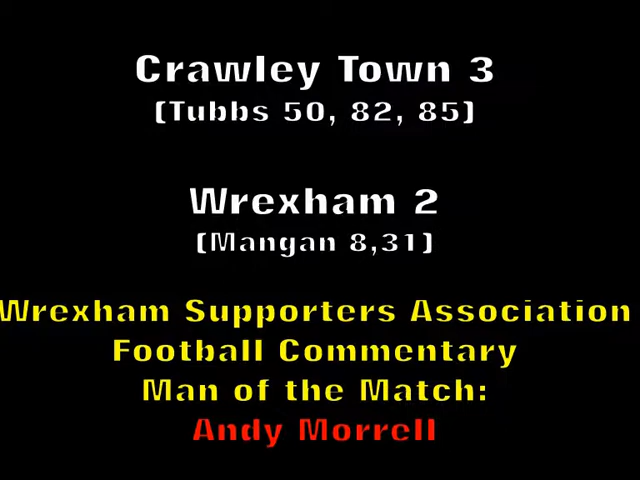 Crawley Town 3
(Tubbs 50, 82, 85)
Wrexham 2
(Mangan 8,31)
Wrexham Supporters Association
Football Commentary
Man of the Match:
Andy Morrell